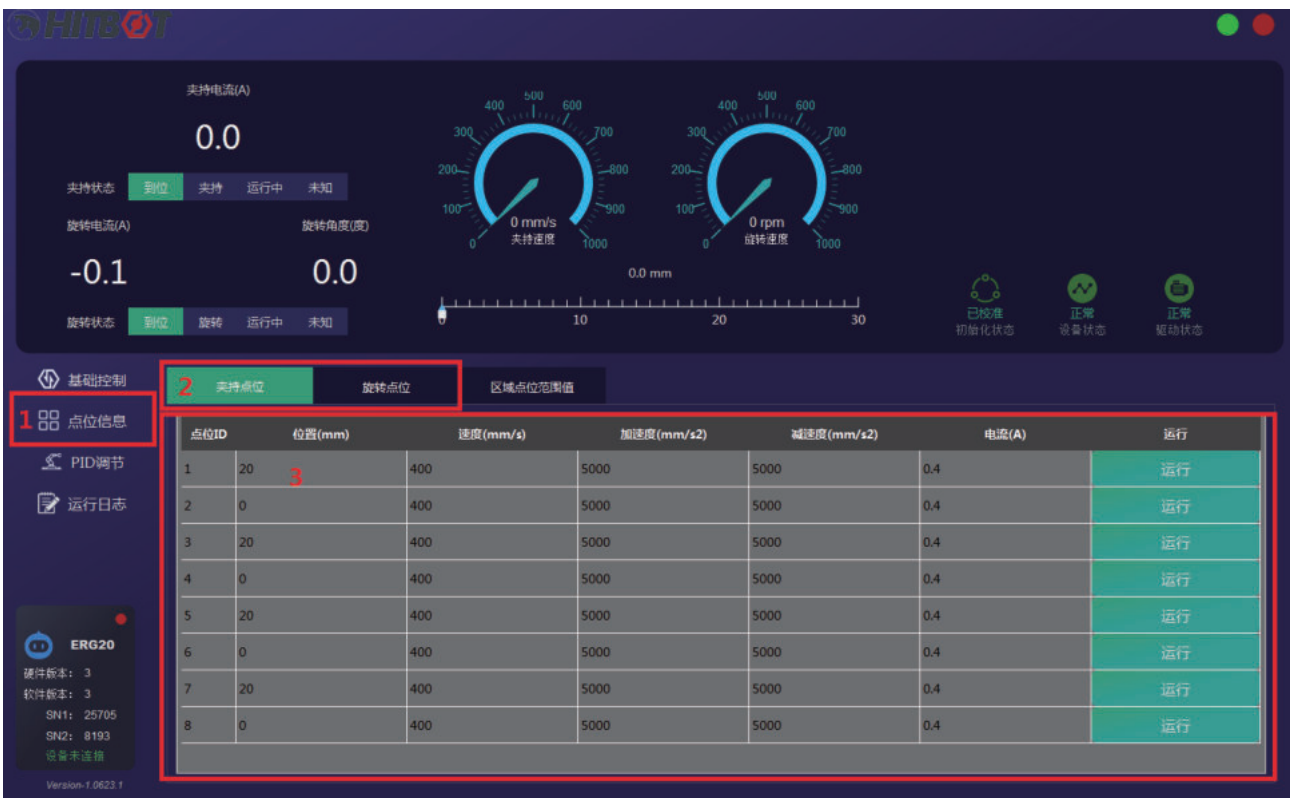 HITBOT
夹持电流(A)
0.0
夹持状态 到位 夹持 运行中 未知
旋转电流(A) 旋转角度(度)
-0.1 0.0
旋转状态 到位 旋转 运行中 未知
0 100 200 300 400 500 600 700 800 900 1000
0 mm/s
夹持速度
0 100 200 300 400 500 600 700 800 900 1000
0 rpm
旋转速度
0.0 mm
0 10 20 30
已校准 正常 正常
初始化状态 设备状态 驱动状态
基础控制
1 点位信息
PID调节
运行日志
2 夹持点位 旋转点位 区域点位范围值
点位ID 位置(mm) 速度(mm/s) 加速度(mm/s2) 减速度(mm/s2) 电流(A) 运行
1 20 3 400 5000 5000 0.4 运行
2 0 400 5000 5000 0.4 运行
3 20 400 5000 5000 0.4 运行
4 0 400 5000 5000 0.4 运行
5 20 400 5000 5000 0.4 运行
6 0 400 5000 5000 0.4 运行
7 20 400 5000 5000 0.4 运行
8 0 400 5000 5000 0.4 运行
ERG20
硬件版本: 3
软件版本: 3
SN1: 25705
SN2: 8193
设备未连接
Version-1.0623.1